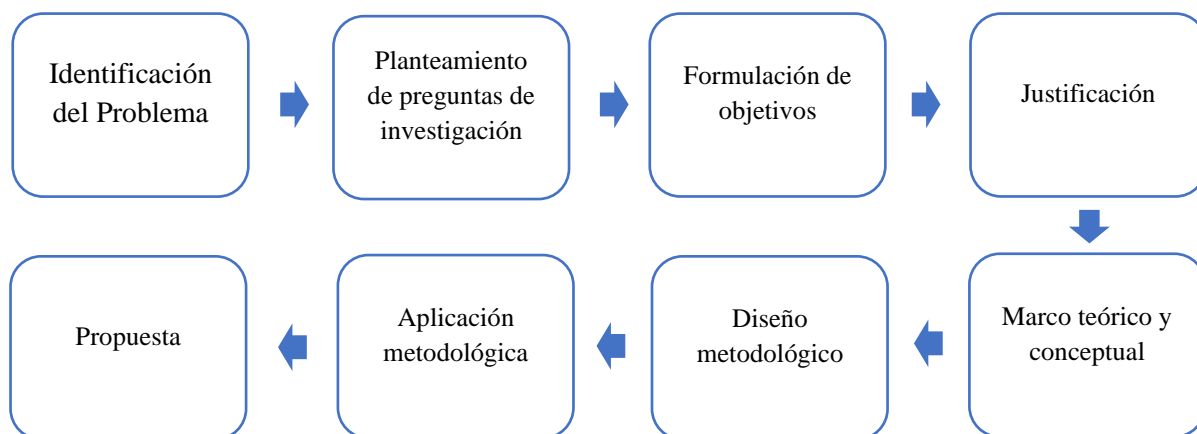 Identificación
del Problema
Planteamiento
de preguntas de
investigación
Formulación de
objetivos
Justificación
Marco teórico y
conceptual
Diseño
metodológico
Aplicación
metodológica
Propuesta